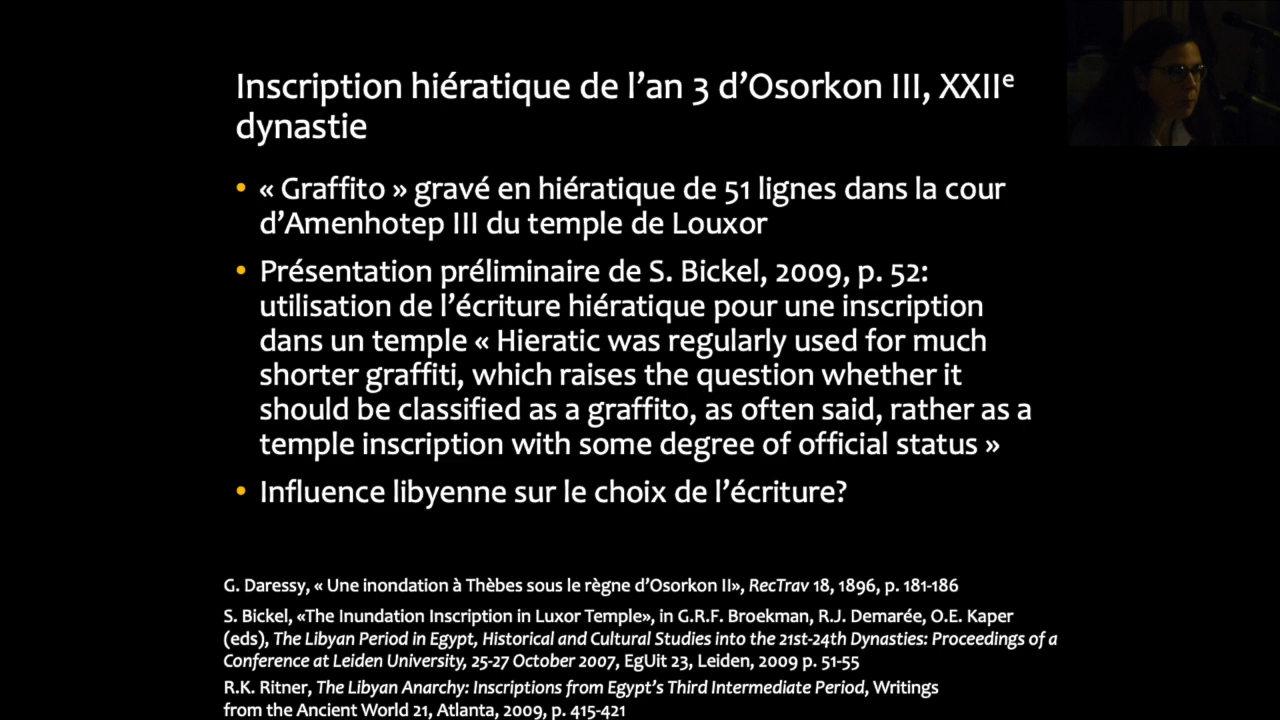 Inscription hiératique de l’an 3 d’Osorkon III, XXIIe
dynastie
• « Graffito » gravé en hiératique de 51 lignes dans la cour
d’Amenhotep III du temple de Louxor
• Présentation préliminaire de S. Bickel, 2009, p. 52:
utilisation de l’écriture hiératique pour une inscription
dans un temple « Hieratic was regularly used for much
shorter graffiti, which raises the question whether it
should be classified as a graffito, as often said, rather as a
temple inscription with some degree of official status »
• Influence libyenne sur le choix de l’écriture?
G. Daressy, « Une inondation à Thèbes sous le règne d’Osorkon II», RecTrav 18, 1896, p. 181-186
S. Bickel, «The Inundation Inscription in Luxor Temple», in G.R.F. Broekman, R.J. Demarée, O.E. Kaper
(eds), The Libyan Period in Egypt, Historical and Cultural Studies into the 21st-24th Dynasties: Proceedings of a
Conference at Leiden University, 25-27 October 2007, EgUit 23, Leiden, 2009 p. 51-55
R.K. Ritner, The Libyan Anarchy: Inscriptions from Egypt’s Third Intermediate Period, Writings
from the Ancient World 21, Atlanta, 2009, p. 415-421